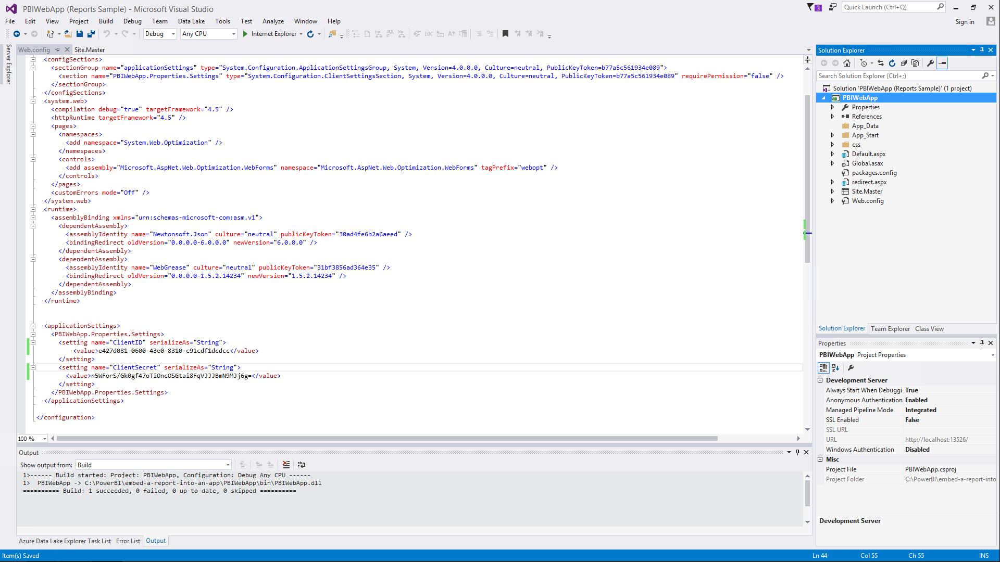 PBIWebApp (Reports Sample) - Microsoft Visual Studio
3
Quick Launch (Ctrl+Q)
File Edit View Project Build Debug Team Data Lake Tools Test Analyze Window Help
Sign in
Debug Any CPU Internet Explorer
Server Explorer
Web.config Site.Master
<configSections>
<sectionGroup name="applicationSettings" type="System.Configuration.ApplicationSettingsGroup, System, Version=4.0.0.0, Culture=neutral, PublicKeyToken=b77a5c561934e089">
<section name="PBIWebApp.Properties.Settings" type="System.Configuration.ClientSettingsSection, System, Version=4.0.0.0, Culture=neutral, PublicKeyToken=b77a5c561934e089" requirePermission="false" />
</sectionGroup>
</configSections>
<system.web>
<compilation debug="true" targetFramework="4.5" />
<httpRuntime targetFramework="4.5" />
<pages>
<namespaces>
<add namespace="System.Web.Optimization" />
</namespaces>
<controls>
<add assembly="Microsoft.AspNet.Web.Optimization.WebForms" namespace="Microsoft.AspNet.Web.Optimization.WebForms" tagPrefix="webopt" />
</controls>
</pages>
<customErrors mode="Off" />
</system.web>
<runtime>
<assemblyBinding xmlns="urn:schemas-microsoft-com:asm.v1">
<dependentAssembly>
<assemblyIdentity name="Newtonsoft.Json" culture="neutral" publicKeyToken="30ad4fe6b2a6aeed" />
<bindingRedirect oldVersion="0.0.0.0-6.0.0.0" newVersion="6.0.0.0" />
</dependentAssembly>
<dependentAssembly>
<assemblyIdentity name="WebGrease" culture="neutral" publicKeyToken="31bf3856ad364e35" />
<bindingRedirect oldVersion="0.0.0.0-1.5.2.14234" newVersion="1.5.2.14234" />
</dependentAssembly>
</assemblyBinding>
</runtime>
<applicationSettings>
<PBIWebApp.Properties.Settings>
<setting name="ClientID" serializeAs="String">
<value>e427d081-0600-43e0-8310-c91cdf1dcdcc</value>
</setting>
<setting name="ClientSecret" serializeAs="String">
<value>n5WForS/Gk0gf47oTiOncOSGtai8FqVJJJBmN9MJj6g=</value>
</setting>
</PBIWebApp.Properties.Settings>
</applicationSettings>
</configuration>
100 %
Output
Show output from: Build
1>------ Build started: Project: PBIWebApp, Configuration: Debug Any CPU ------
1>  PBIWebApp -> C:\PowerBI\embed-a-report-into-an-app\PBIWebApp\bin\PBIWebApp.dll
========== Build: 1 succeeded, 0 failed, 0 up-to-date, 0 skipped ==========
Azure Data Lake Explorer Task List Error List Output
Solution Explorer
Search Solution Explorer (Ctrl+;)
Solution 'PBIWebApp (Reports Sample)' (1 project)
PBIWebApp
Properties
References
App_Data
App_Start
css
Default.aspx
Global.asax
packages.config
redirect.aspx
Site.Master
Web.config
Solution Explorer Team Explorer Class View
Properties
PBIWebApp Project Properties
Development Server
Always Start When Debuggi True
Anonymous Authentication Enabled
Managed Pipeline Mode Integrated
SSL Enabled False
SSL URL
URL http://localhost:13526/
Windows Authentication Disabled
Misc
Project File PBIWebApp.csproj
Project Folder C:\PowerBI\embed-a-report-into
Development Server
Item(s) Saved Ln 44 Col 55 Ch 55 INS